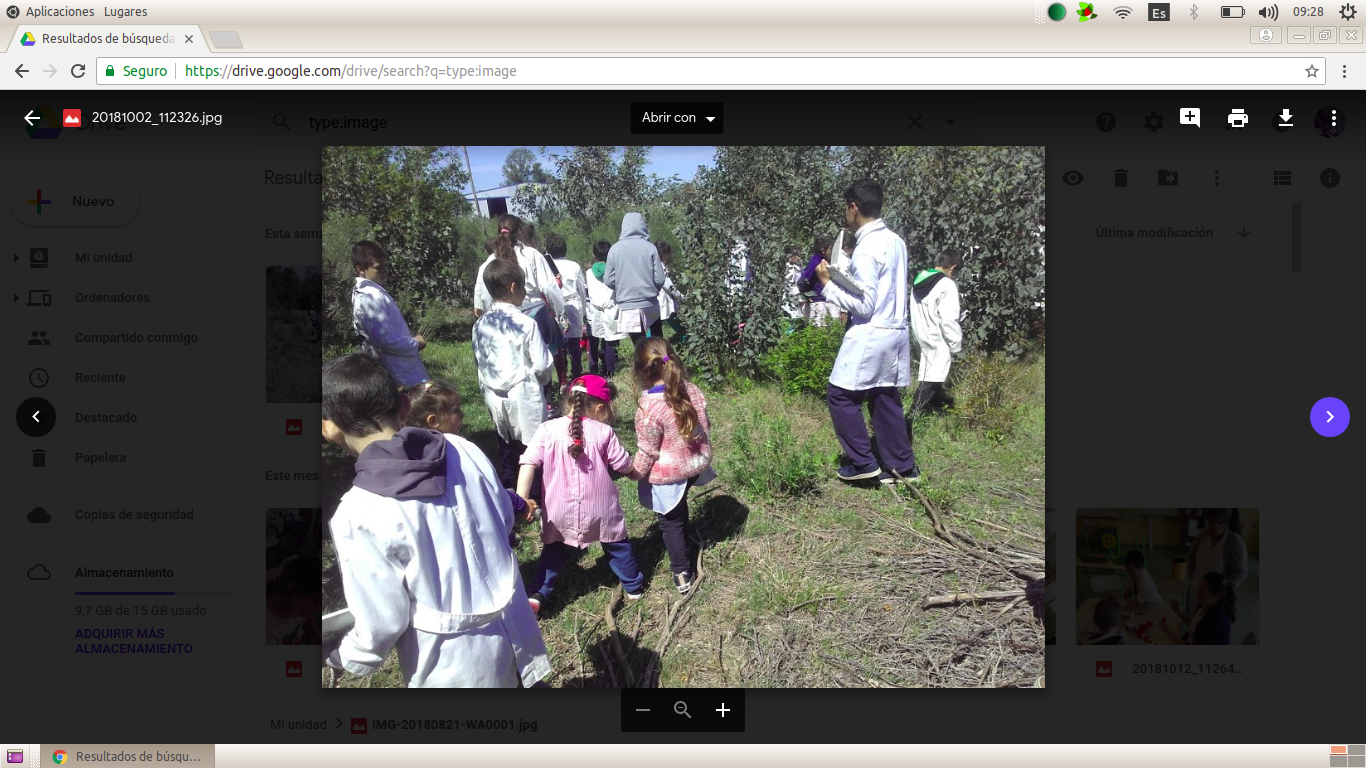 Aplicaciones Lugares
Es
09:28
Resultados de búsqueda
Seguro
https://drive.google.com/drive/search?q=type:image
20181002_112326.jpg
type:image
Abrir con
Nuevo
Resulta
Esta sema
Última modificación
Mi unidad
Ordenadores
Compartido conmigo
Reciente
Destacado
Papelera
Este mes
Copias de seguridad
Almacenamiento
9,7 GB de 15 GB usado
ADQUIRIR MÁS
ALMACENAMIENTO
20181012_11264...
Mi unidad
IMG-20180821-WA0001.jpg
Resultados de búsqu...